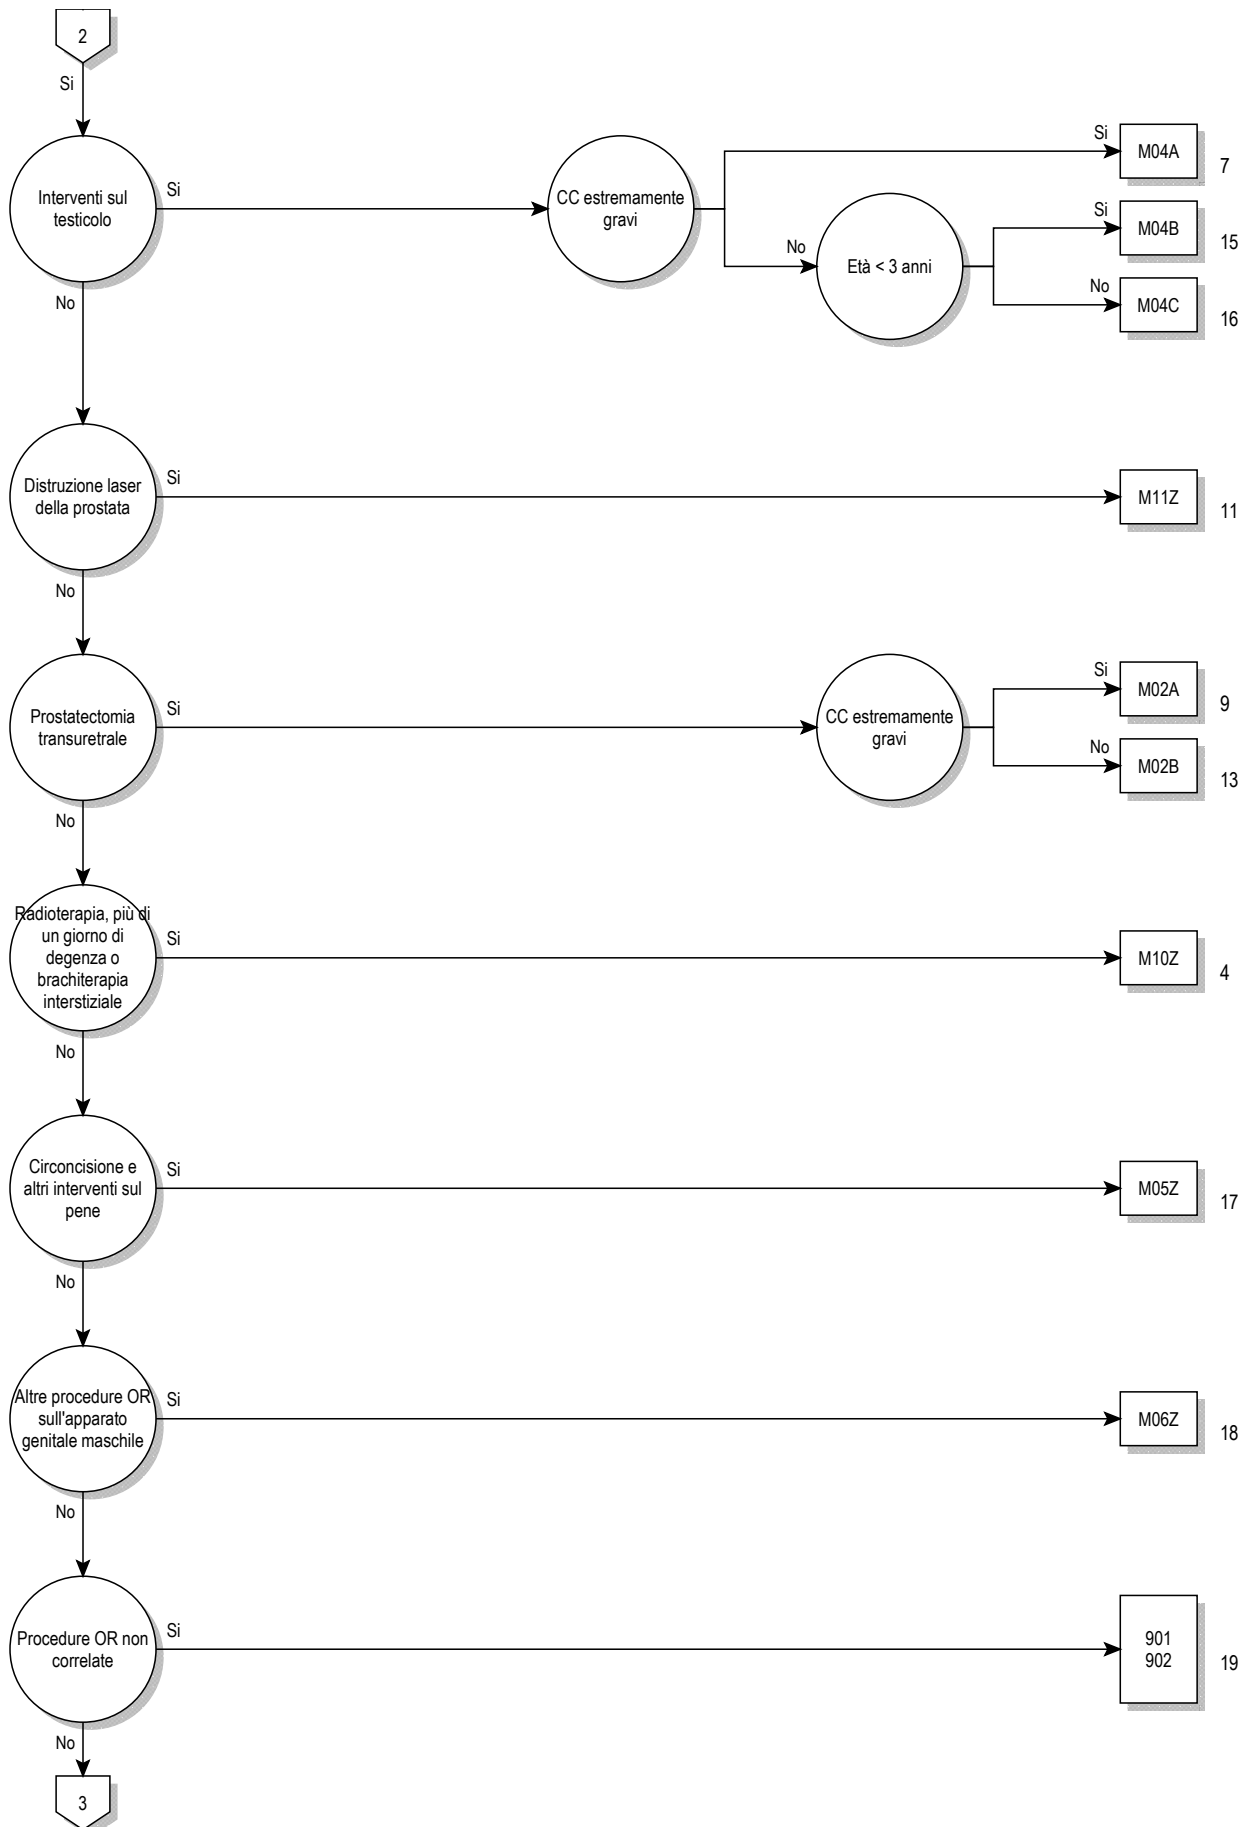 2
Si
Interventi sul
testicolo
Si
No
CC estremamente
gravi
Si
M04A
7
No
Età < 3 anni
Si
M04B
15
No
M04C
16
Distruzione laser
della prostata
Si
M11Z
11
No
Prostatectomia
transuretrale
Si
CC estremamente
gravi
Si
M02A
9
No
M02B
13
No
Radioterapia, più di
un giorno di
degenza o
brachiterapia
interstiziale
Si
M10Z
4
No
Circoncisione e
altri interventi sul
pene
Si
M05Z
17
No
Altre procedure OR
sull'apparato
genitale maschile
Si
M06Z
18
No
Procedure OR non
correlate
Si
901
902
19
No
3